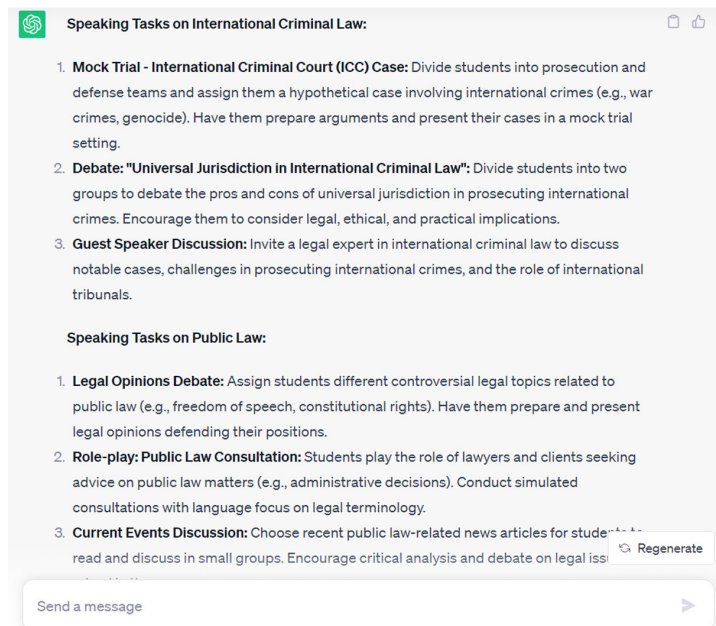 Speaking Tasks on International Criminal Law:
1. Mock Trial - International Criminal Court (ICC) Case: Divide students into prosecution and
defense teams and assign them a hypothetical case involving international crimes (e.g., war
crimes, genocide). Have them prepare arguments and present their cases in a mock trial
setting.
2. Debate: "Universal Jurisdiction in International Criminal Law": Divide students into two
groups to debate the pros and cons of universal jurisdiction in prosecuting international
crimes. Encourage them to consider legal, ethical, and practical implications.
3. Guest Speaker Discussion: Invite a legal expert in international criminal law to discuss
notable cases, challenges in prosecuting international crimes, and the role of international
tribunals.
Speaking Tasks on Public Law:
1. Legal Opinions Debate: Assign students different controversial legal topics related to
public law (e.g., freedom of speech, constitutional rights). Have them prepare and present
legal opinions defending their positions.
2. Role-play: Public Law Consultation: Students play the role of lawyers and clients seeking
advice on public law matters (e.g., administrative decisions). Conduct simulated
consultations with language focus on legal terminology.
3. Current Events Discussion: Choose recent public law-related news articles for students to
read and discuss in small groups. Encourage critical analysis and debate on legal
Regenerate
Send a message